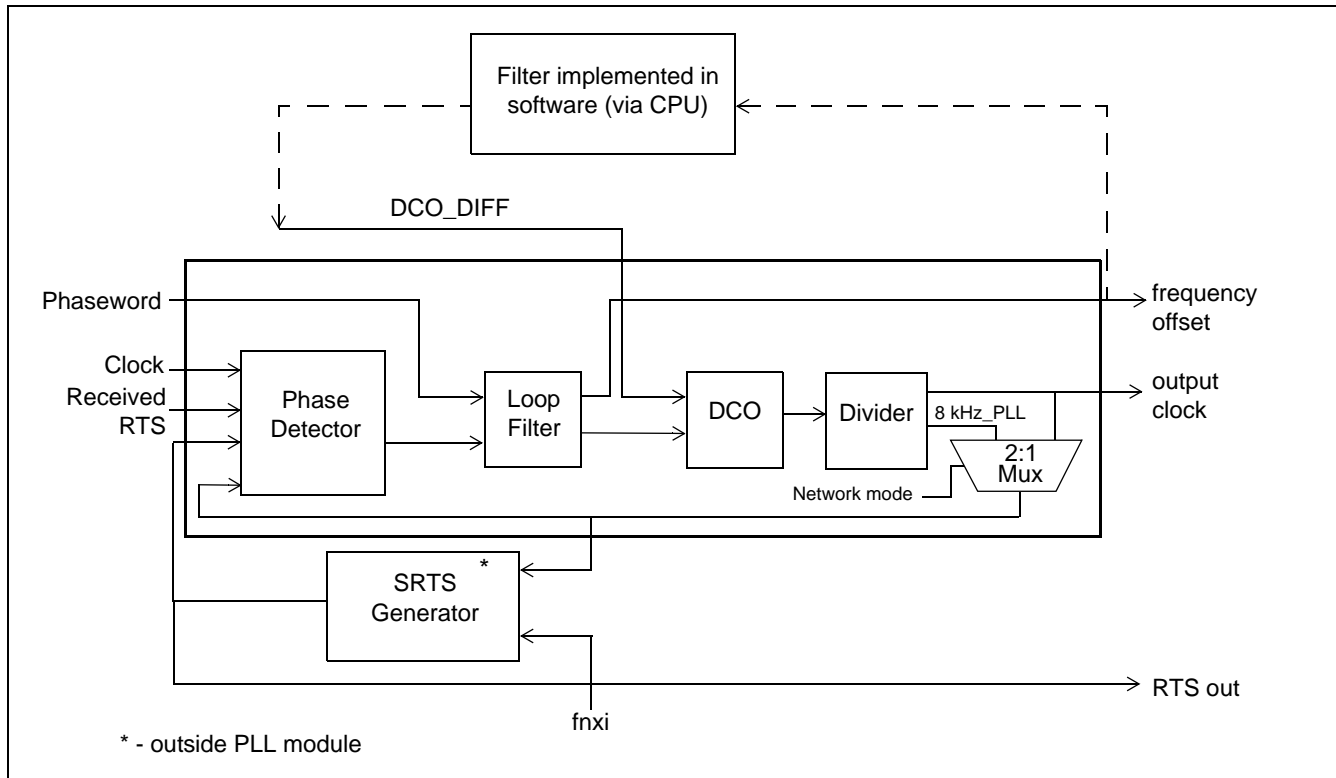 Filter implemented in
software (via CPU)
DCO_DIFF
Phaseword
frequency
offset
Clock
Received
RTS
Phase
Detector
Loop
Filter
DCO
Divider
output
clock
8 kHz_PLL
2:1
Mux
Network mode
SRTS *
Generator
RTS out
fnxi
* - outside PLL module